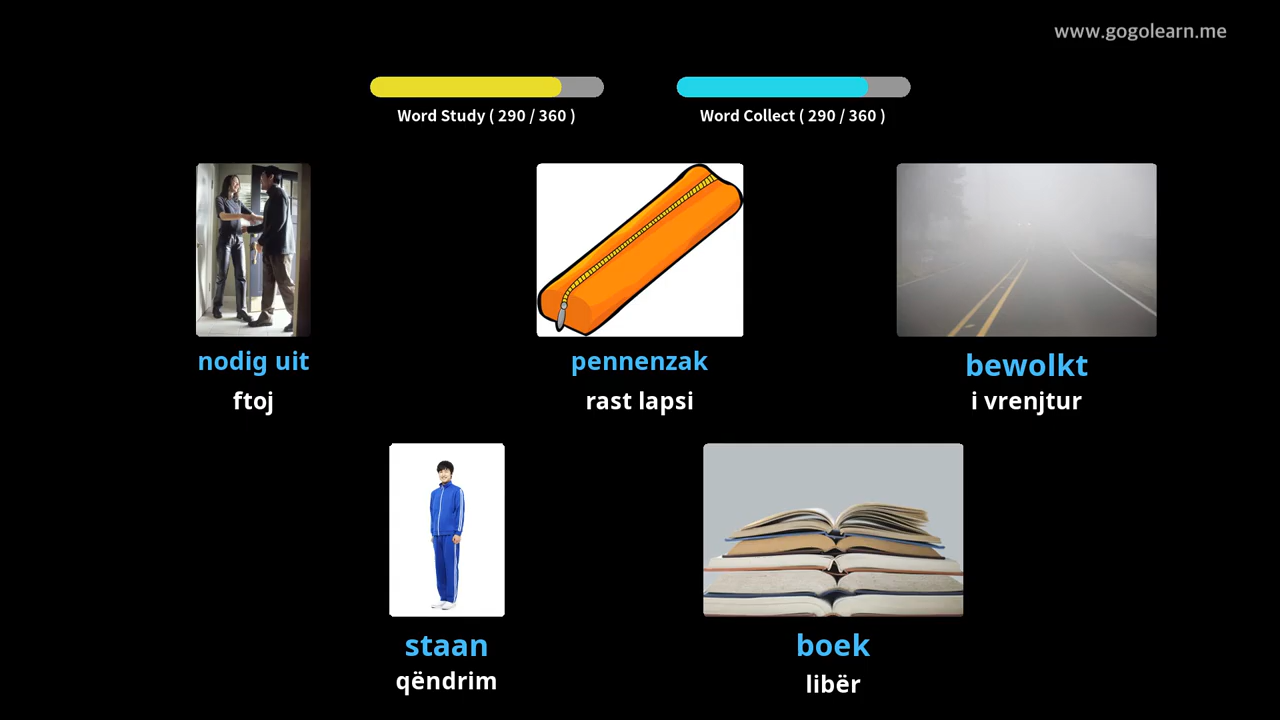 www.gogolearn.me
Word Study ( 290 / 360 )
Word Collect ( 290 / 360 )
nodig uit
ftoj
pennenzak
rast lapsi
bewolkt
i vrenjtur
staan
qëndrim
boek
libër